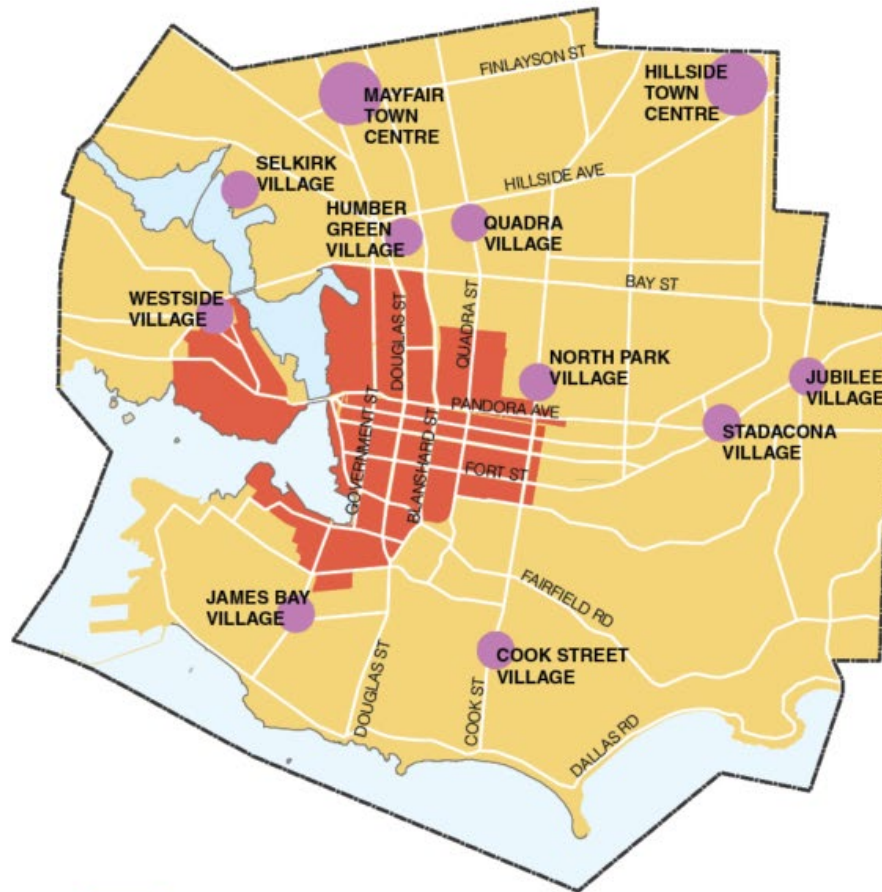 FINLAYSON ST
HILLSIDE
TOWN
CENTRE
MAYFAIR
TOWN
CENTRE
SELKIRK
VILLAGE
HILLSIDE AVE
HUMBER
GREEN
VILLAGE
QUADRA
VILLAGE
BAY ST
WESTSIDE
VILLAGE
DOUGLAS ST
QUADRA ST
NORTH PARK
VILLAGE
JUBILEE
VILLAGE
PANDORA AVE
STADACONA
VILLAGE
GOVERNMENT ST
BLANSHARD ST
FORT ST
JAMES BAY
VILLAGE
FAIRFIELD RD
COOK STREET
VILLAGE
DOUGLAS ST
COOK ST
DALLAS RD